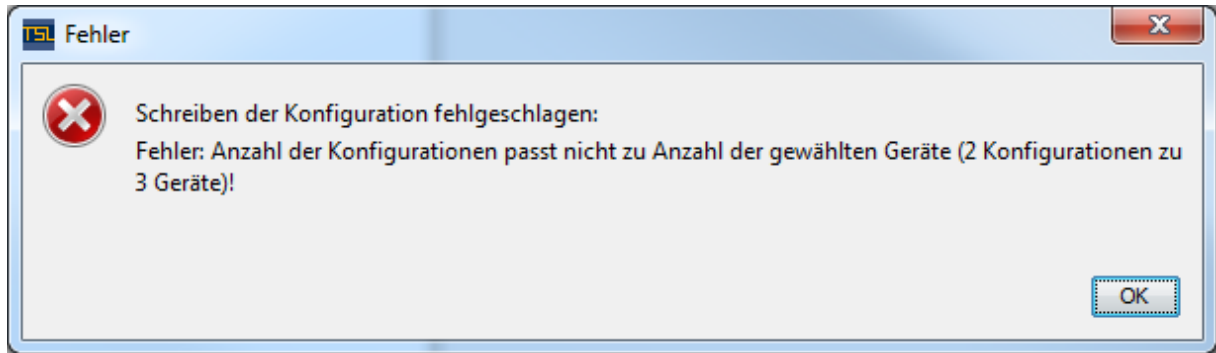 TSL Fehler
Schreiben der Konfiguration fehlgeschlagen:
Fehler: Anzahl der Konfigurationen passt nicht zu Anzahl der gewählten Geräte (2 Konfigurationen zu
3 Geräte)!
OK